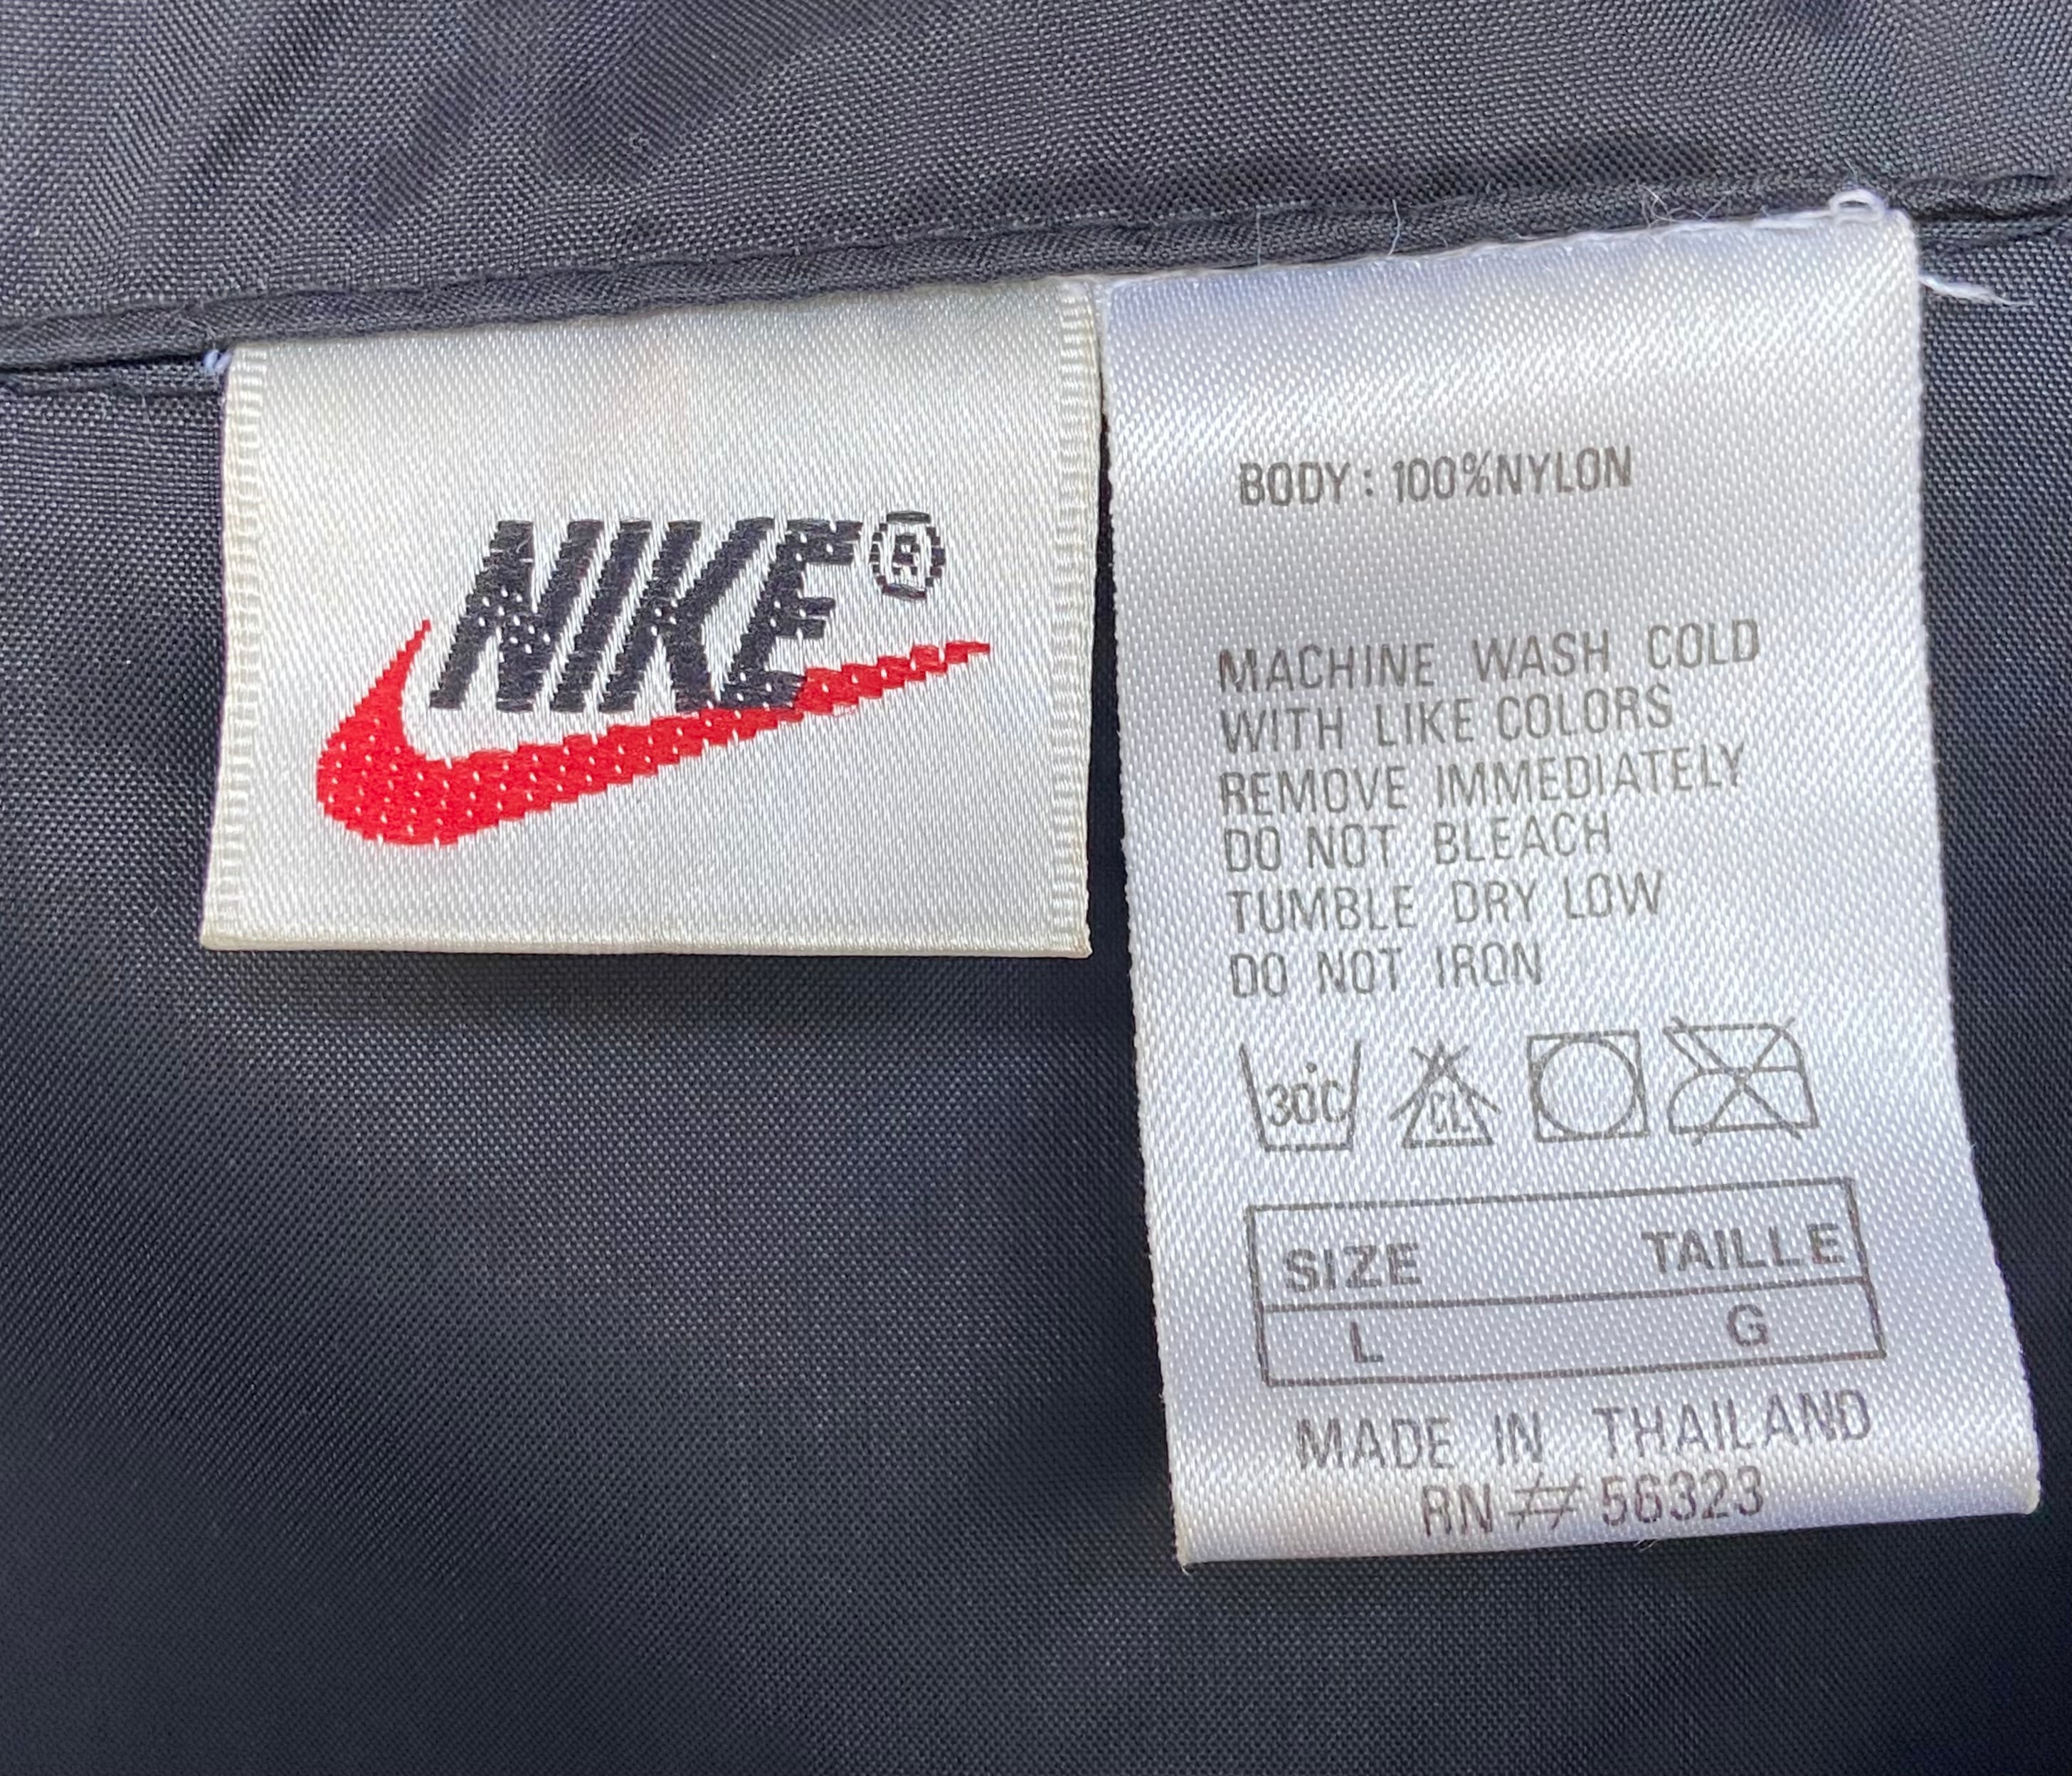 NIKE®
BODY : 100%NYLON
MACHINE WASH COLD
WITH LIKE COLORS
REMOVE IMMEDIATELY
DO NOT BLEACH
TUMBLE DRY LOW
DO NOT IRON
30°C CL
SIZE TAILLE
L G
MADE IN THAILAND
RN # 56323